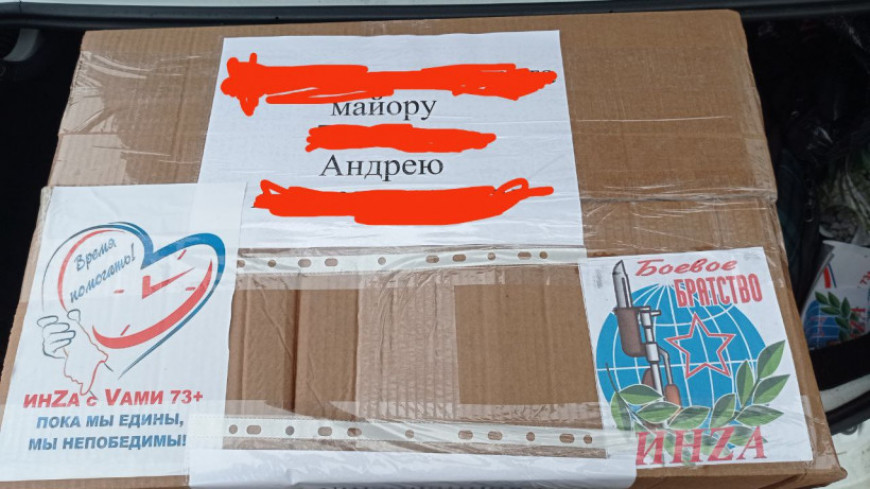 майору
Андрею
Время
помогать!
инZа с Vами 73+
ПОКА МЫ ЕДИНЫ,
МЫ НЕПОБЕДИМЫ!
Боевое
БРАТСТВО
ИНZА